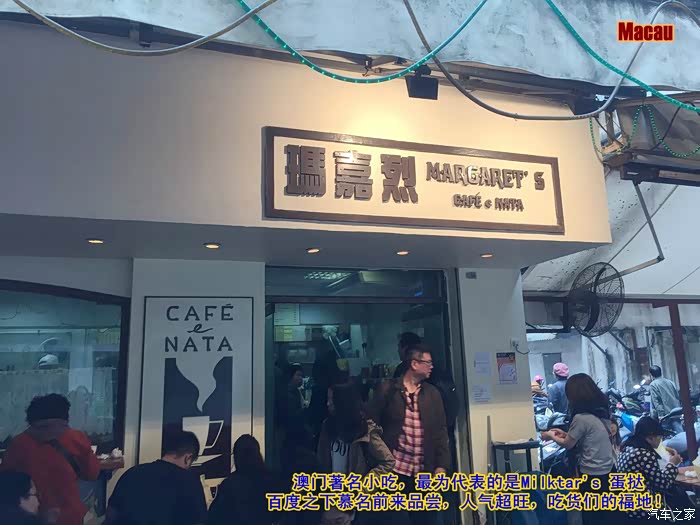 Macau
瑪嘉烈 MARGARET'S
CAFÉ e NATA
CAFÉ
e
NATA
澳门著名小吃，最为代表的是Milktar's 蛋挞
百度之下慕名前来品尝，人气超旺，吃货们的福地！
汽车之家